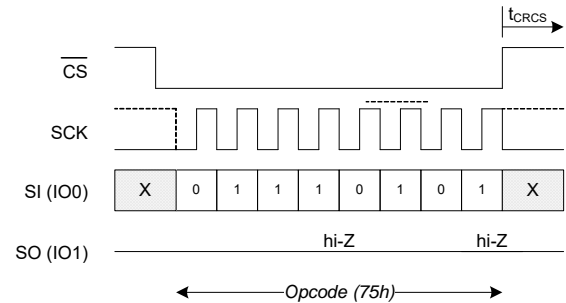 tCRCS
CS
SCK
SI (IO0) X 0 1 1 1 0 1 0 1 X
hi-Z hi-Z
SO (IO1)
Opcode (75h)